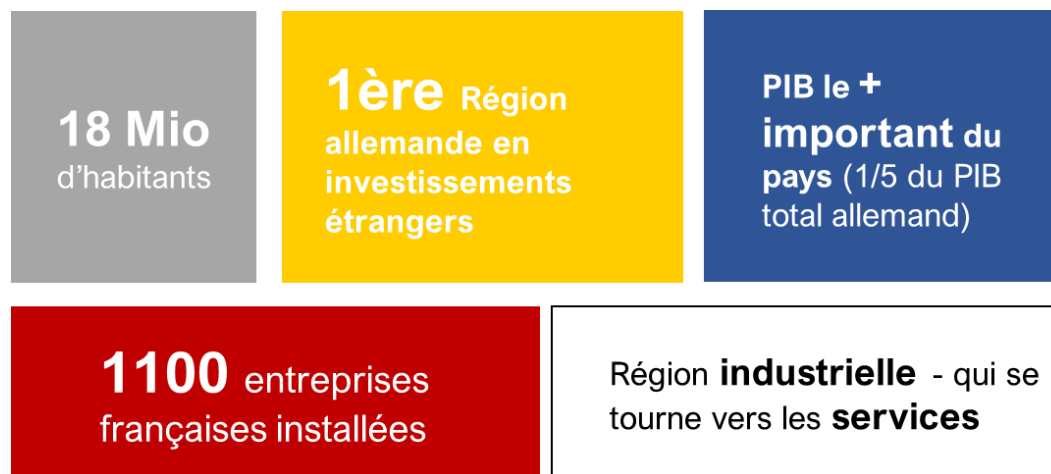 18 Mio
d'habitants
1ère Région
allemande en
investissements
étrangers
PIB le +
important du
pays (1/5 du PIB
total allemand)
1100 entreprises
françaises installées
Région industrielle - qui se
tourne vers les services